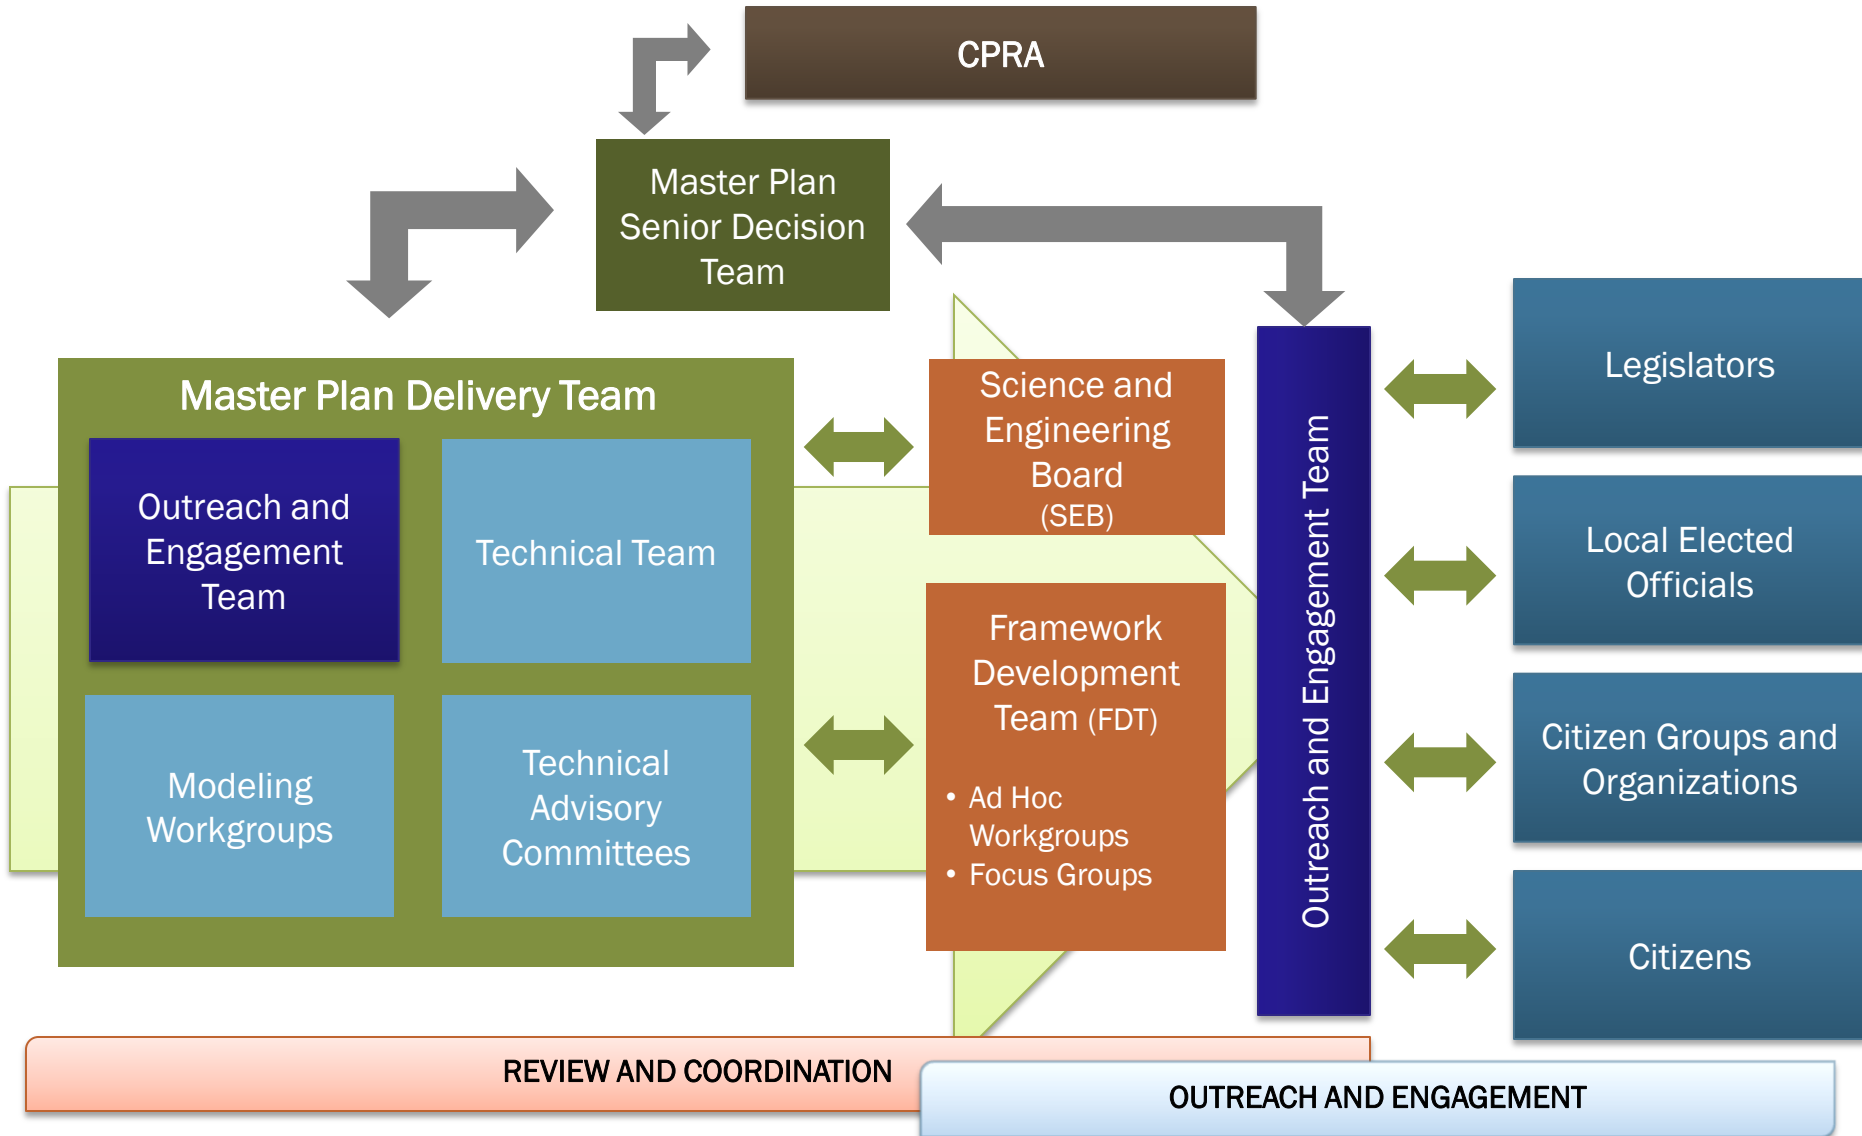 CPRA
Master Plan
Senior Decision
Team
Master Plan Delivery Team
Outreach and
Engagement
Team
Technical Team
Modeling
Workgroups
Technical
Advisory
Committees
Science and
Engineering
Board
(SEB)
Framework
Development
Team (FDT)
• Ad Hoc
Workgroups
• Focus Groups
Outreach and Engagement Team
Legislators
Local Elected
Officials
Citizen Groups and
Organizations
Citizens
REVIEW AND COORDINATION
OUTREACH AND ENGAGEMENT